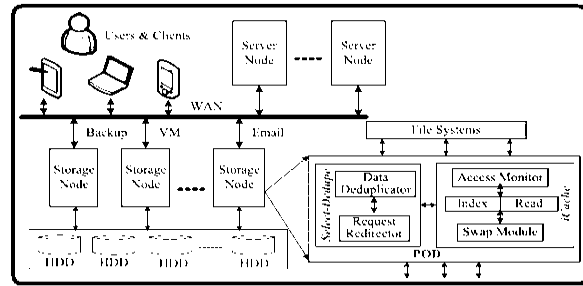 Users & Clients
Server Node
Server Node
WAN
Backup
VM
Email
File Systems
Storage Node
Storage Node
Storage Node
Select-Dedupe
Data Deduplicator
Request Redirector
Access Monitor
Index
Read
Swap Module
iCache
POD
HDD
HDD
HDD
HDD